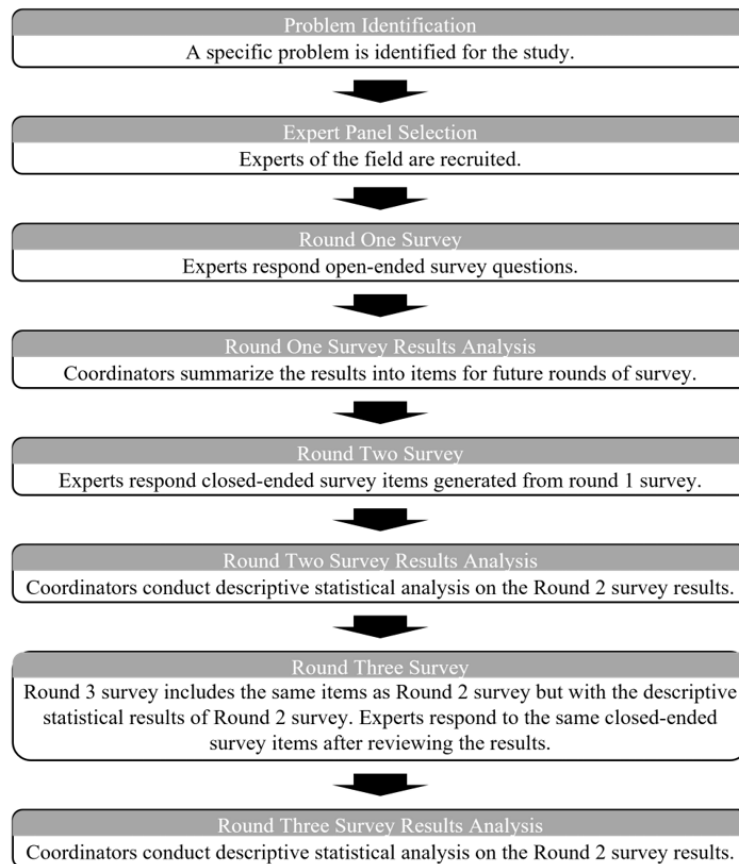 Problem Identification
A specific problem is identified for the study.
Expert Panel Selection
Experts of the field are recruited.
Round One Survey
Experts respond open-ended survey questions.
Round One Survey Results Analysis
Coordinators summarize the results into items for future rounds of survey.
Round Two Survey
Experts respond closed-ended survey items generated from round 1 survey.
Round Two Survey Results Analysis
Coordinators conduct descriptive statistical analysis on the Round 2 survey results.
Round Three Survey
Round 3 survey includes the same items as Round 2 survey but with the descriptive
statistical results of Round 2 survey. Experts respond to the same closed-ended
survey items after reviewing the results.
Round Three Survey Results Analysis
Coordinators conduct descriptive statistical analysis on the Round 2 survey results.